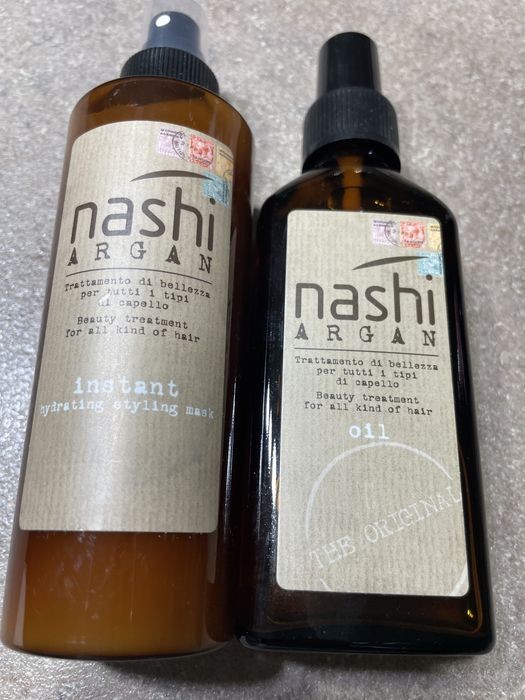 nashi
ARGAN
Trattamento di bellezza
per tutti i tipi
di capello
Beauty treatment
for all kind of hair
instant
hydrating styling mask
nashi
ARGAN
Trattamento di bellezza
per tutti i tipi
di capello
Beauty treatment
for all kind of hair
oil
THE ORIGINAL